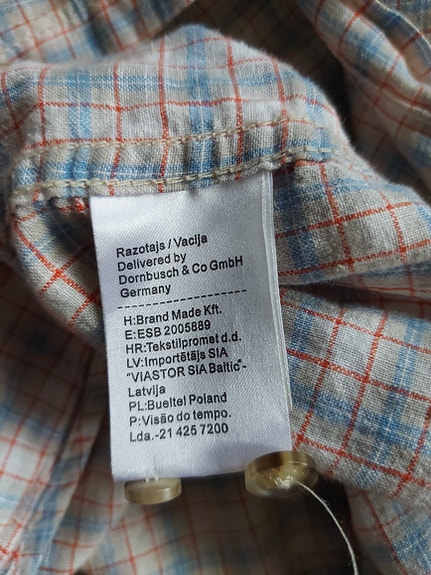 Razotajs / Vacija
Delivered by
Dornbusch & Co GmbH
Germany
H:Brand Made Kft.
E:ESB 2005889
HR:Tekstilpromet d.d.
LV:Importētājs SIA
"VIASTOR SIA Baltic"-
Latvija
PL:Bueltel Poland
P:Visão do tempo.
Lda.-21 425 7200